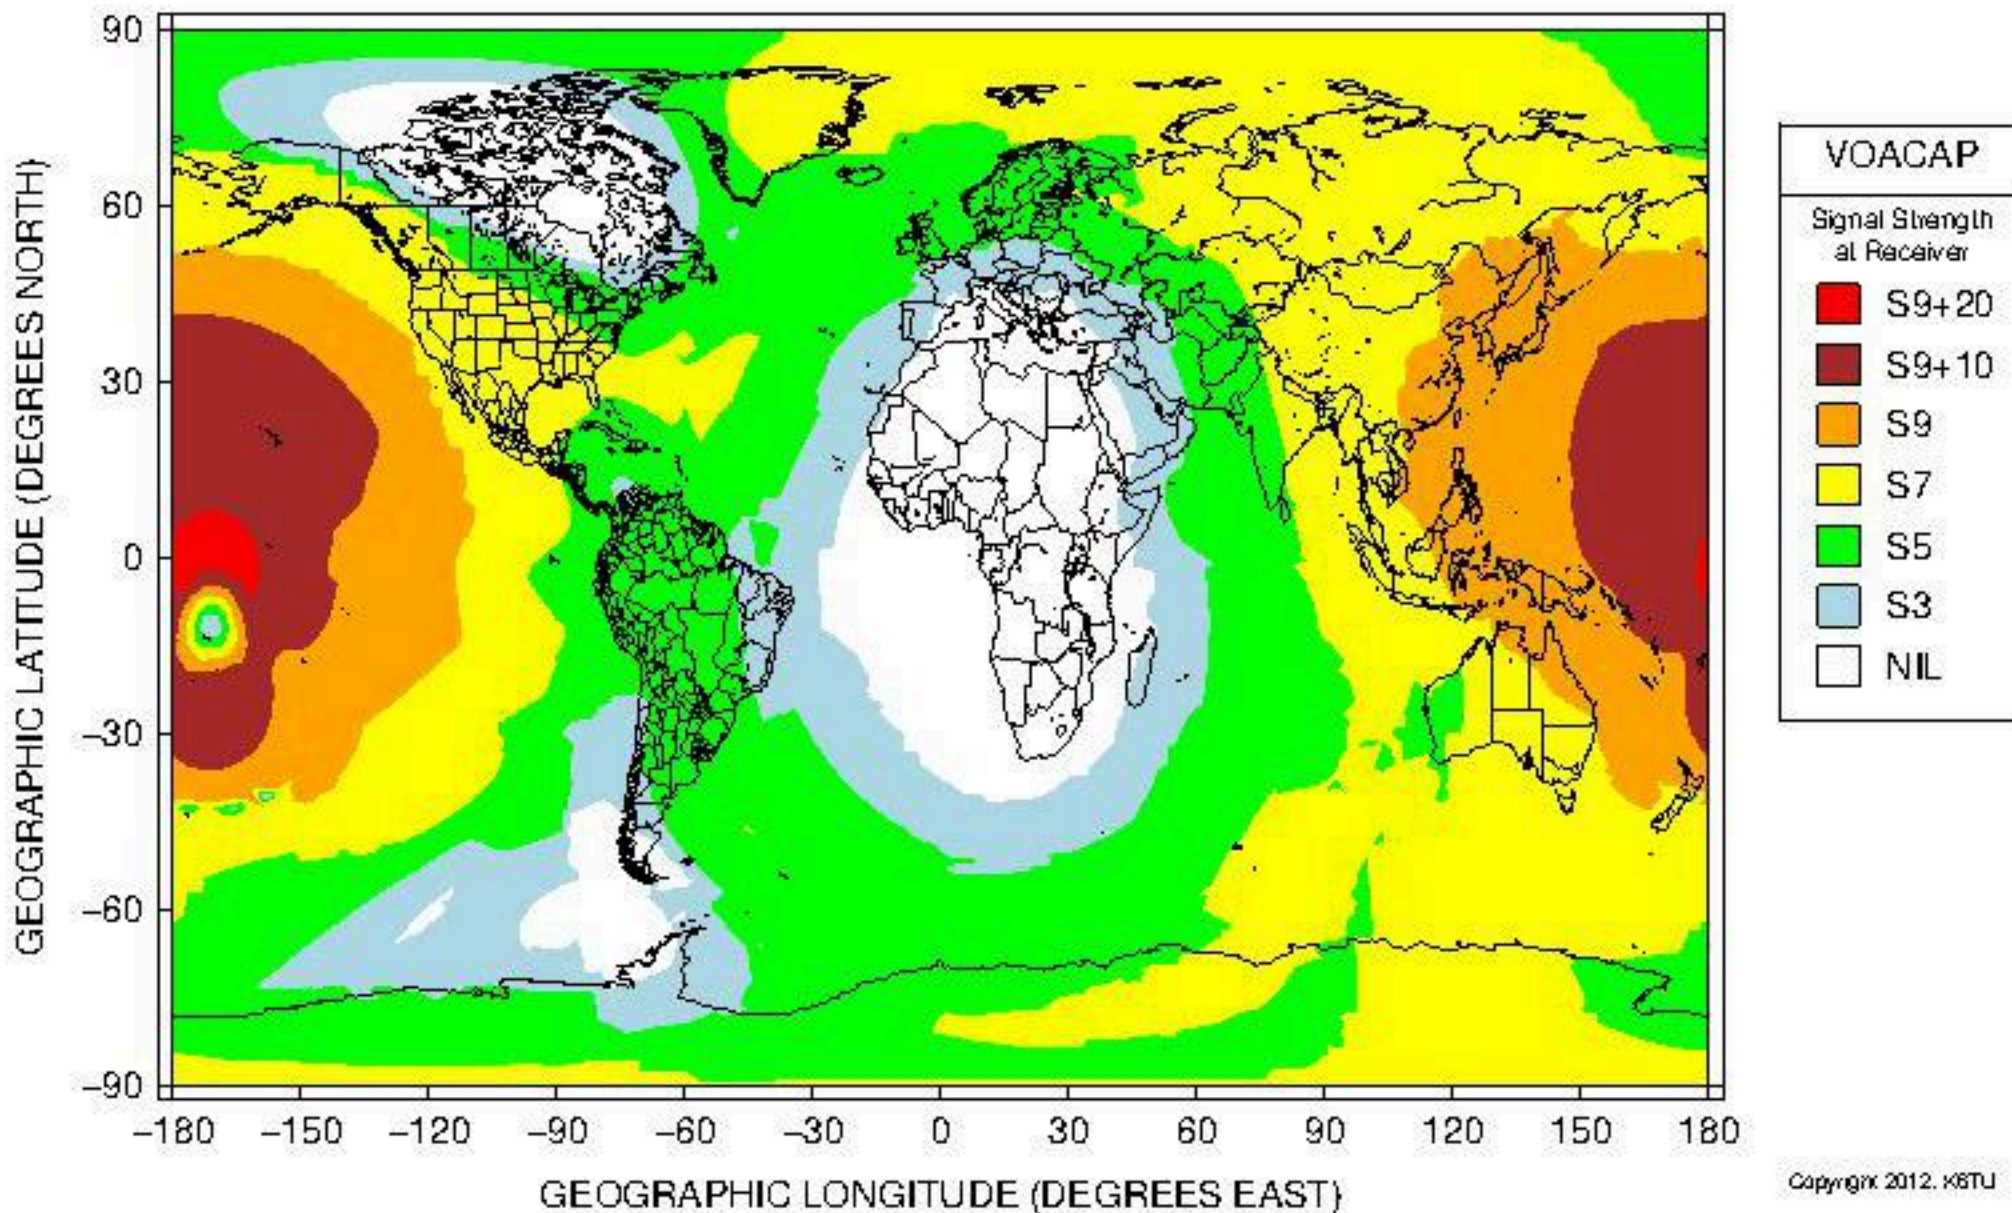 90
60
30
0
−30
−60
−90
GEOGRAPHIC LATITUDE (DEGREES NORTH)
−180 −150 −120 −90 −60 −30 0 30 60 90 120 150 180
GEOGRAPHIC LONGITUDE (DEGREES EAST)
VOACAP
Signal Strength
at Receiver
S9+20
S9+10
S9
S7
S5
S3
NIL
Copyright 2012, K6TU